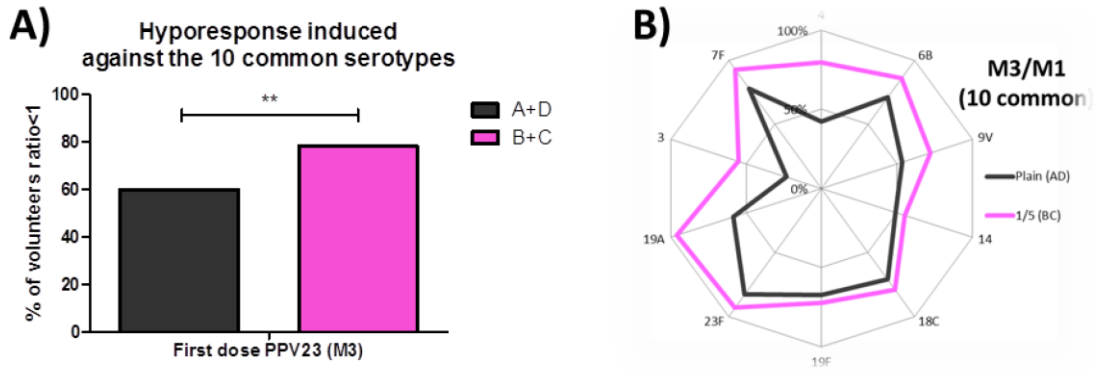 A)
Hyporesponse induced
against the 10 common serotypes
% of volunteers ratio<1
100
80
60
40
20
0
**
A+D
B+C
First dose PPV23 (M3)
B)
M3/M1
(10 common)
4
6B
9V
14
18C
19F
23F
19A
3
7F
100%
50%
0%
Plain (AD)
1/5 (BC)